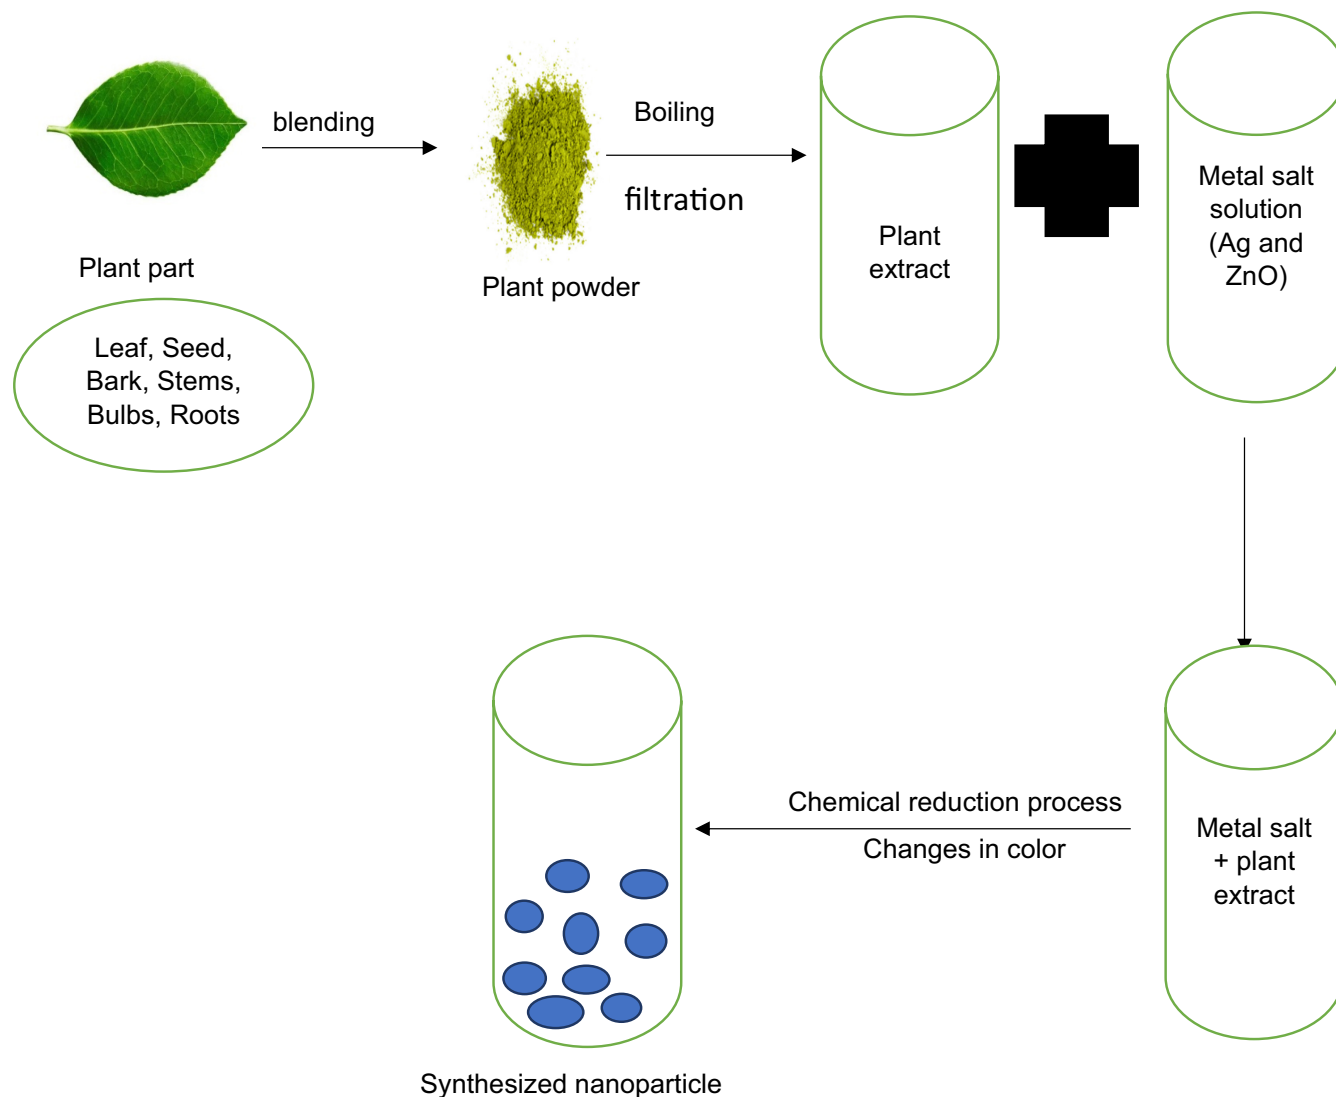 blending
Plant part
Leaf, Seed,
Bark, Stems,
Bulbs, Roots
Boiling
filtration
Plant powder
Plant
extract
Metal salt
solution
(Ag and
ZnO)
Metal salt
+ plant
extract
Chemical reduction process
Changes in color
Synthesized nanoparticle